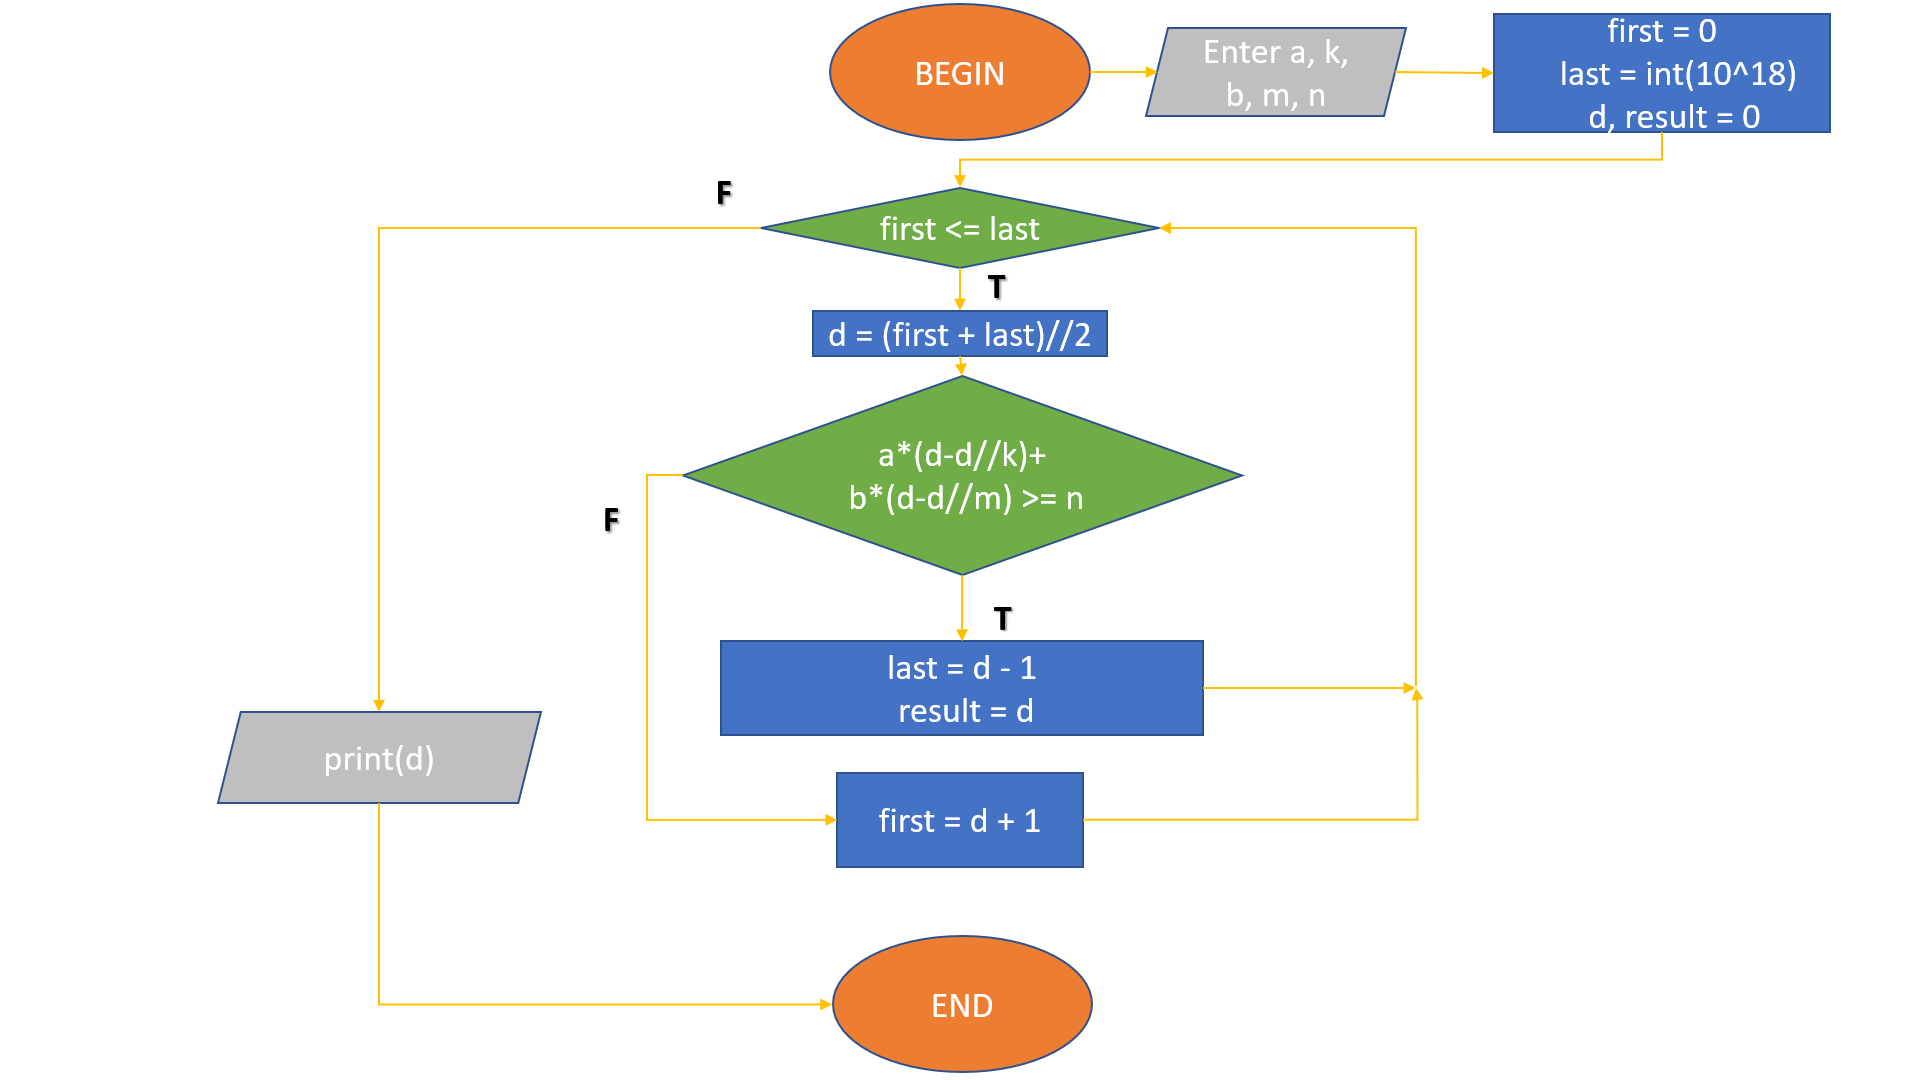 BEGIN
Enter a, k,
b, m, n
first = 0
last = int(10^18)
d, result = 0
F
first <= last
T
d = (first + last)//2
a*(d-d//k)+
b*(d-d//m) >= n
F
T
last = d - 1
result = d
print(d)
first = d + 1
END